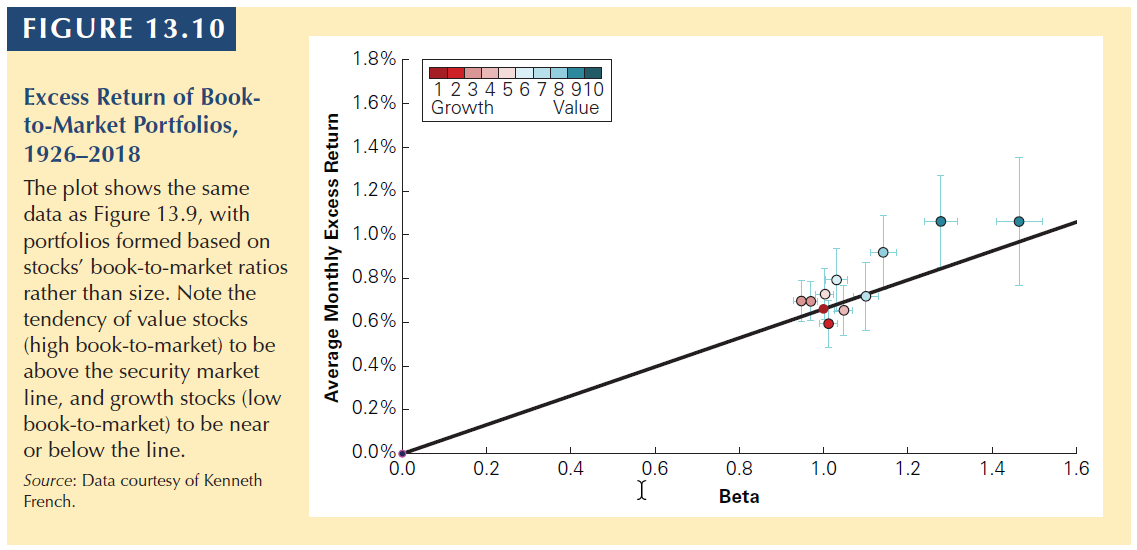 FIGURE 13.10
Excess Return of Book-
to-Market Portfolios,
1926–2018
The plot shows the same
data as Figure 13.9, with
portfolios formed based on
stocks’ book-to-market ratios
rather than size. Note the
tendency of value stocks
(high book-to-market) to be
above the security market
line, and growth stocks (low
book-to-market) to be near
or below the line.
Source: Data courtesy of Kenneth
French.
Average Monthly Excess Return
1.8%
1.6%
1.4%
1.2%
1.0%
0.8%
0.6%
0.4%
0.2%
0.0%
1 2 3 4 5 6 7 8 9 10
Growth Value
0.0 0.2 0.4 0.6 0.8 1.0 1.2 1.4 1.6
Beta